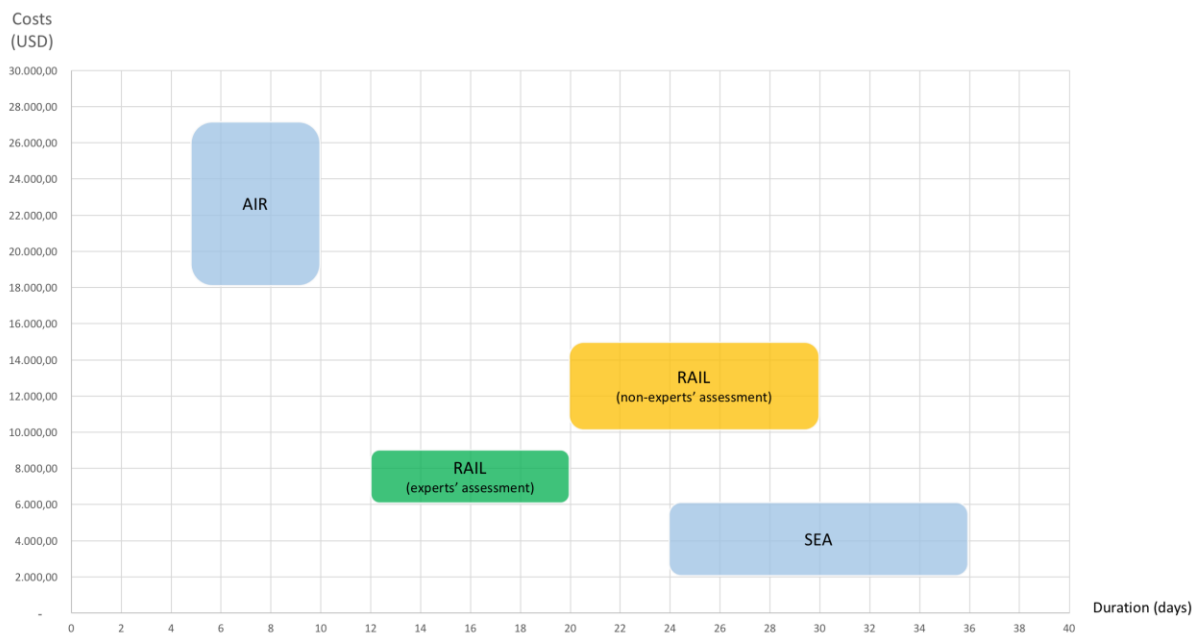 Costs
(USD)
30.000,00
28.000,00
26.000,00
24.000,00
AIR
22.000,00
20.000,00
18.000,00
16.000,00
14.000,00
RAIL
(non-experts’ assessment)
12.000,00
10.000,00
8.000,00
RAIL
(experts’ assessment)
6.000,00
4.000,00
SEA
2.000,00
-
Duration (days)
0 2 4 6 8 10 12 14 16 18 20 22 24 26 28 30 32 34 36 38 40